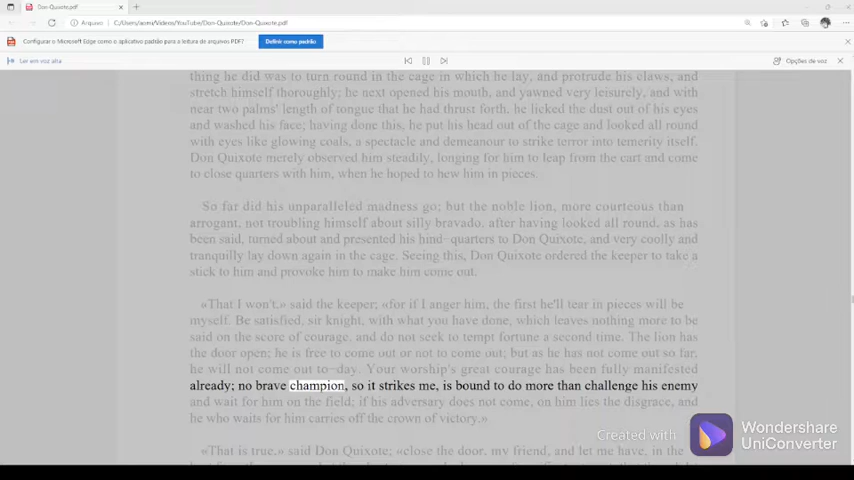 Don-Quixote.pdf
Arquivo
C:/Users/
/Videos/YouTube/Don-Quixote/Don-Quixote.pdf
Configurar o Microsoft Edge como o aplicativo padrão para a leitura de arquivos PDF?
Definir como padrão
Ler em voz alta
Opções de voz
thing he did was to turn round in the cage in which he lay, and protrude his claws, and
stretch himself thoroughly; he next opened his mouth, and yawned very leisurely, and with
near two palms' length of tongue that he had thrust forth, he licked the dust out of his eyes
and washed his face; having done this, he put his head out of the cage and looked all round
with eyes like glowing coals, a spectacle and demeanour to strike terror into temerity itself.
Don Quixote merely observed him steadily, longing for him to leap from the cart and come
to close quarters with him, when he hoped to hew him in pieces.
So far did his unparalleled madness go; but the noble lion, more courteous than
arrogant, not troubling himself about silly bravado, after having looked all round, as has
been said, turned about and presented his hind-quarters to Don Quixote, and very coolly and
tranquilly lay down again in the cage. Seeing this, Don Quixote ordered the keeper to take a
stick to him and provoke him to make him come out.
«That I won't,» said the keeper; «for if I anger him, the first he'll tear in pieces will be
myself. Be satisfied, sir knight, with what you have done, which leaves nothing more to be
said on the score of courage, and do not seek to tempt fortune a second time. The lion has
the door open; he is free to come out or not to come out; but as he has not come out so far,
he will not come out to-day. Your worship's great courage has been fully manifested
already; no brave champion, so it strikes me, is bound to do more than challenge his enemy
and wait for him on the field; if his adversary does not come, on him lies the disgrace, and
he who waits for him carries off the crown of victory.»
«That is true,» said Don Quixote; «close the door, my friend, and let me have, in the
Created with
Wondershare
UniConverter